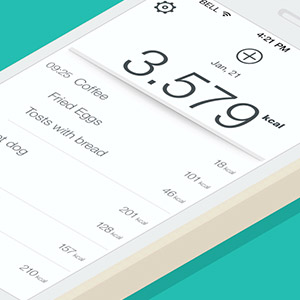 BELL
4:21 PM
Jan, 21
3.579 kcal
09:25 Coffee 18 kcal
Fried Eggs 101 kcal
Tosts with bread 46 kcal
201 kcal
dog 128 kcal
157 kcal
210 kcal